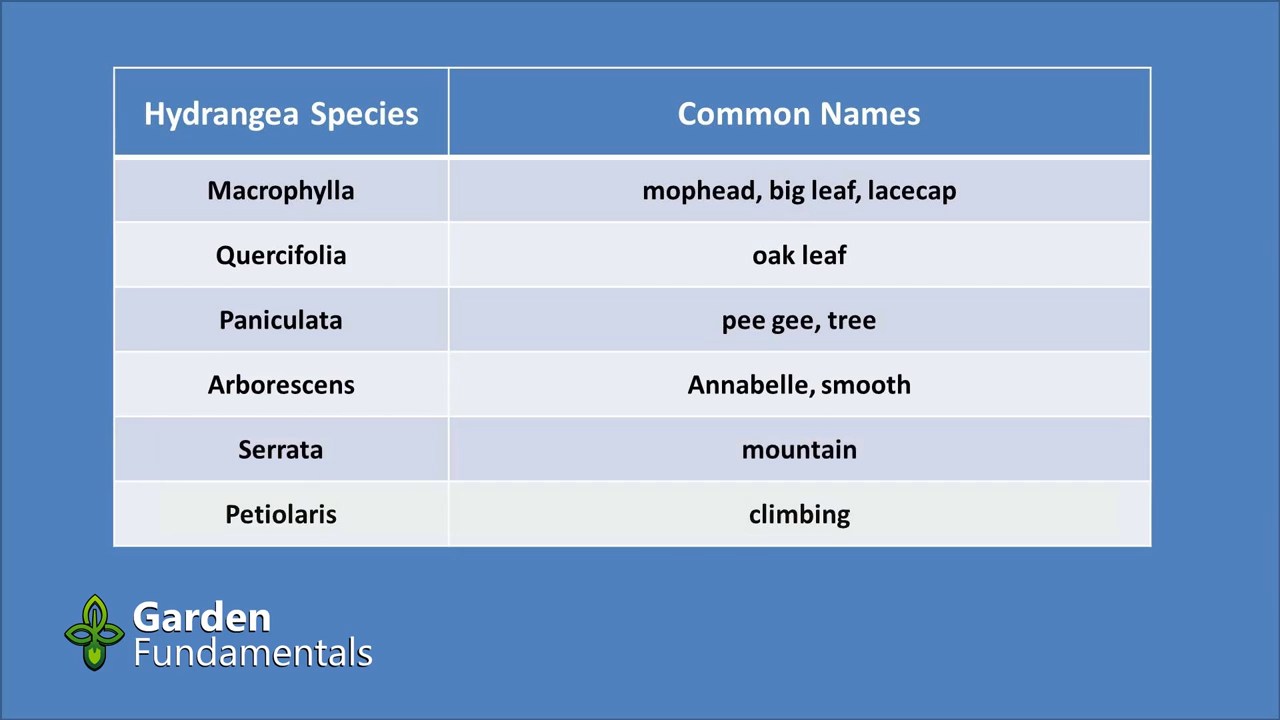 Hydrangea Species Common Names
Macrophylla mophead, big leaf, lacecap
Quercifolia oak leaf
Paniculata pee gee, tree
Arborescens Annabelle, smooth
Serrata mountain
Petiolaris climbing
Garden
Fundamentals